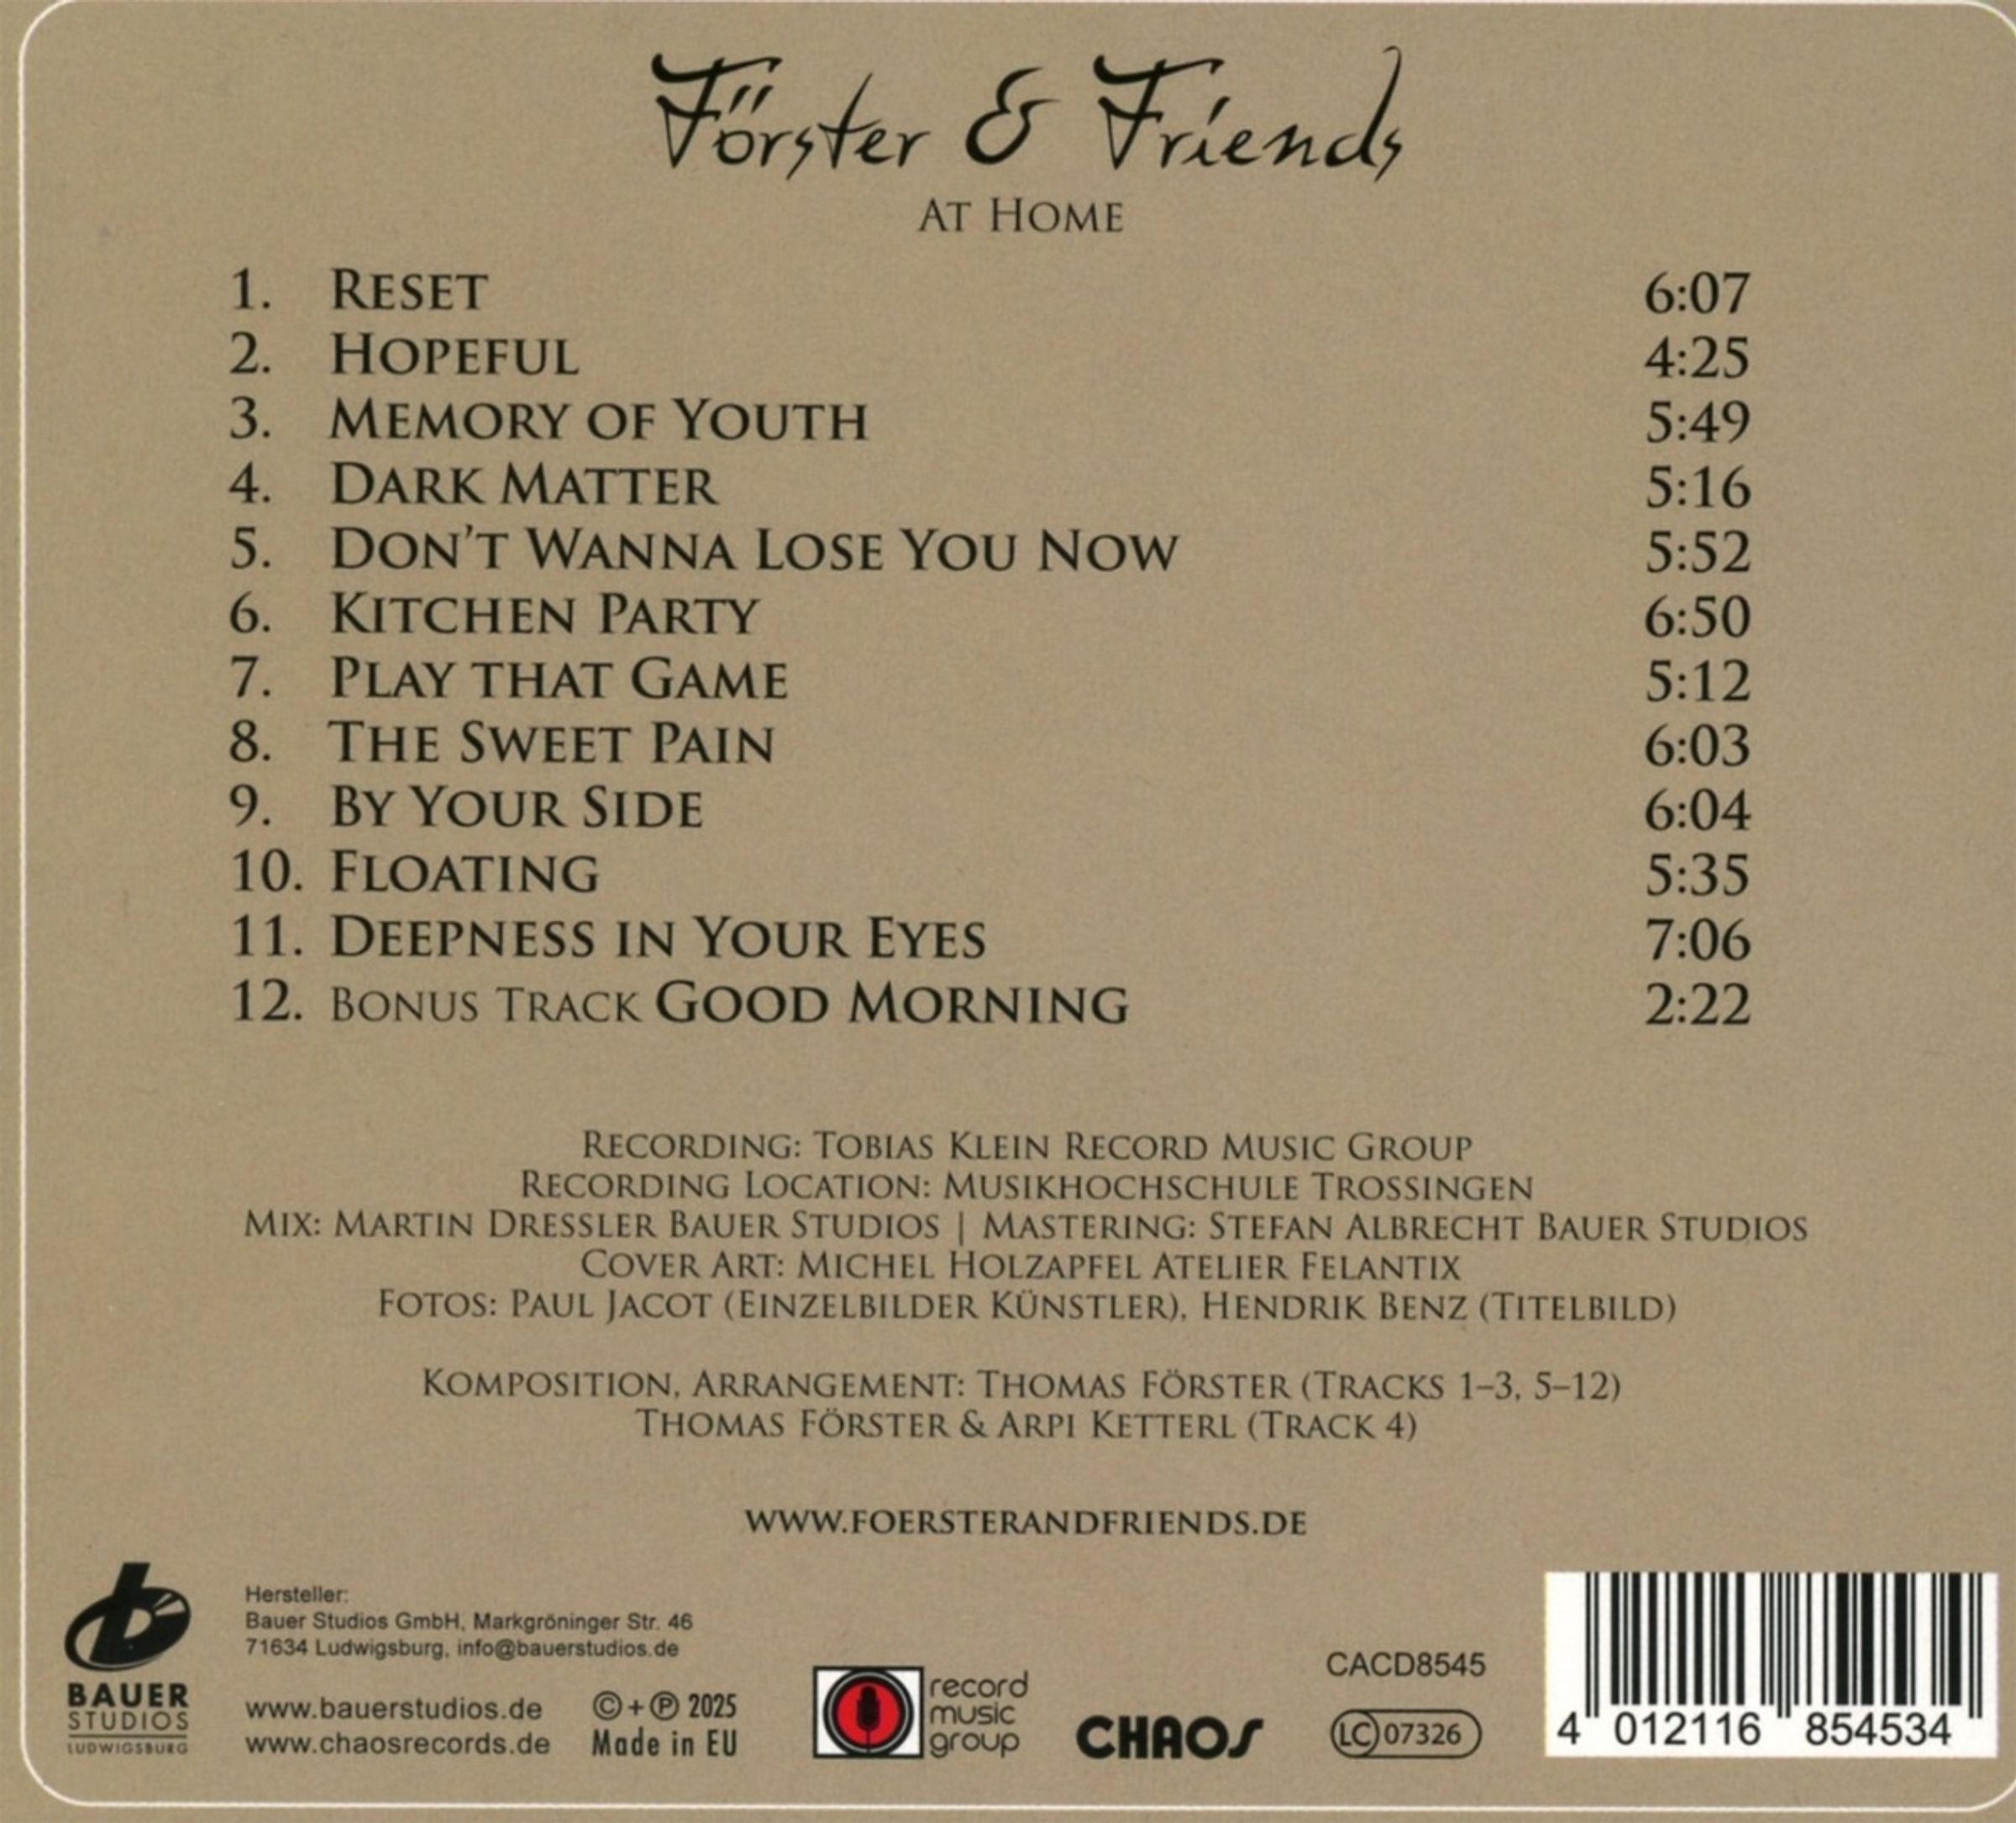 Förster & Friends
At Home
1. Reset 6:07
2. Hopeful 4:25
3. Memory of Youth 5:49
4. Dark Matter 5:16
5. Don't Wanna Lose You Now 5:52
6. Kitchen Party 6:50
7. Play that Game 5:12
8. The Sweet Pain 6:03
9. By Your Side 6:04
10. Floating 5:35
11. Deepness in Your Eyes 7:06
12. Bonus Track Good Morning 2:22
Recording: Tobias Klein Record Music Group
Recording Location: Musikhochschule Trossingen
Mix: Martin Dressler Bauer Studios | Mastering: Stefan Albrecht Bauer Studios
Cover Art: Michel Holzapfel Atelier Felantix
Fotos: Paul Jacot (Einzelbilder Künstler), Hendrik Benz (Titelbild)
Komposition, Arrangement: Thomas Förster (Tracks 1–3, 5–12)
Thomas Förster & Arpi Ketterl (Track 4)
www.foersterandfriends.de
BAUER
STUDIOS
LUDWIGSBURG
Hersteller:
Bauer Studios GmbH, Markgröninger Str. 46
71634 Ludwigsburg, info@bauerstudios.de
www.bauerstudios.de
www.chaosrecords.de
©+℗ 2025
Made in EU
record
music
group
CHAOS
CACD8545
LC 07326
4 012116 854534